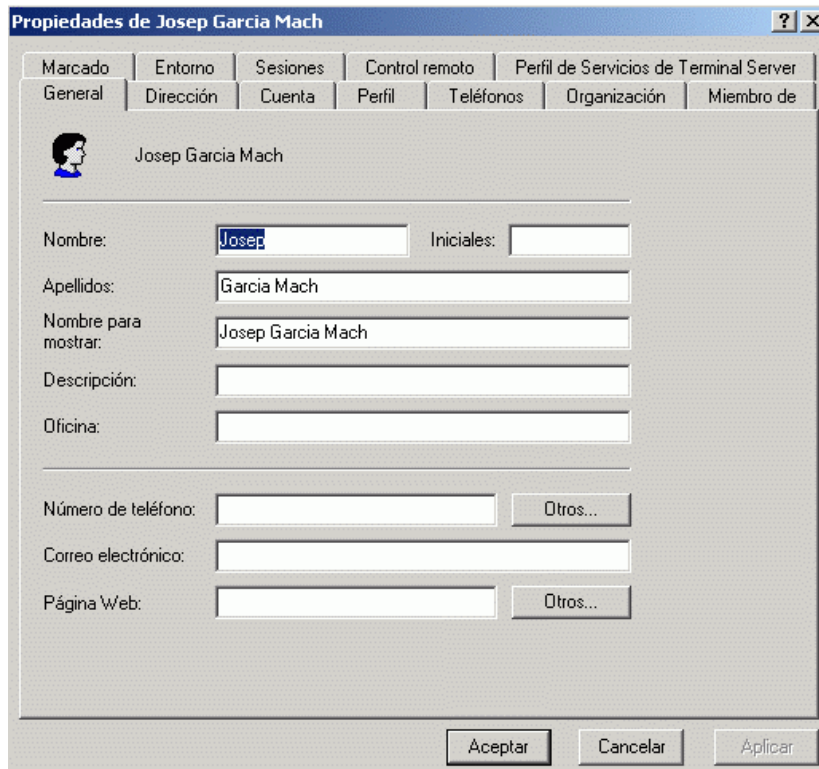 Propiedades de Josep Garcia Mach
Marcado Entorno Sesiones Control remoto Perfil de Servicios de Terminal Server
General Dirección Cuenta Perfil Teléfonos Organización Miembro de
Josep Garcia Mach
Nombre: Josep Iniciales:
Apellidos: Garcia Mach
Nombre para
mostrar: Josep Garcia Mach
Descripción:
Oficina:
Número de teléfono: Otros...
Correo electrónico:
Página Web: Otros...
Aceptar Cancelar Aplicar